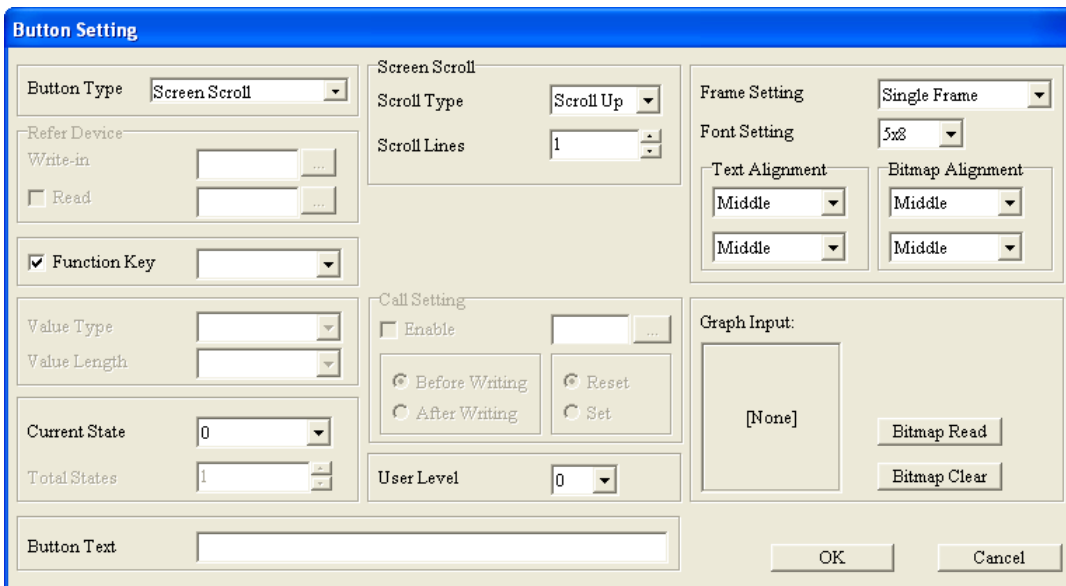 Button Setting
Button Type Screen Scroll
Refer Device
Write-in ...
Read ...
Function Key
Value Type
Value Length
Current State 0
Total States 1
Button Text
Screen Scroll
Scroll Type Scroll Up
Scroll Lines 1
Call Setting
Enable ...
Before Writing Reset
After Writing Set
User Level 0
Frame Setting Single Frame
Font Setting 5x8
Text Alignment Bitmap Alignment
Middle Middle
Middle Middle
Graph Input:
[None]
Bitmap Read
Bitmap Clear
OK Cancel